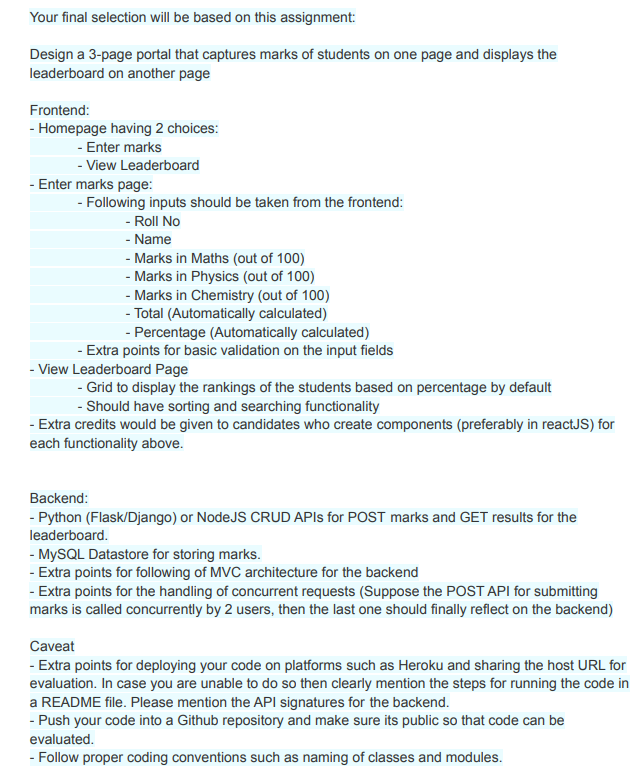 Your final selection will be based on this assignment:
Design a 3-page portal that captures marks of students on one page and displays the
leaderboard on another page
Frontend:
- Homepage having 2 choices:
- Enter marks
- View Leaderboard
- Enter marks page:
- Following inputs should be taken from the frontend:
- Roll No
- Name
- Marks in Maths (out of 100)
- Marks in Physics (out of 100)
- Marks in Chemistry (out of 100)
- Total (Automatically calculated)
- Percentage (Automatically calculated)
- Extra points for basic validation on the input fields
- View Leaderboard Page
- Grid to display the rankings of the students based on percentage by default
- Should have sorting and searching functionality
- Extra credits would be given to candidates who create components (preferably in reactJS) for
each functionality above.
Backend:
- Python (Flask/Django) or NodeJS CRUD APIs for POST marks and GET results for the
leaderboard.
- MySQL Datastore for storing marks.
- Extra points for following of MVC architecture for the backend
- Extra points for the handling of concurrent requests (Suppose the POST API for submitting
marks is called concurrently by 2 users, then the last one should finally reflect on the backend)
Caveat
- Extra points for deploying your code on platforms such as Heroku and sharing the host URL for
evaluation. In case you are unable to do so then clearly mention the steps for running the code in
a README file. Please mention the API signatures for the backend.
- Push your code into a Github repository and make sure its public so that code can be
evaluated.
- Follow proper coding conventions such as naming of classes and modules.